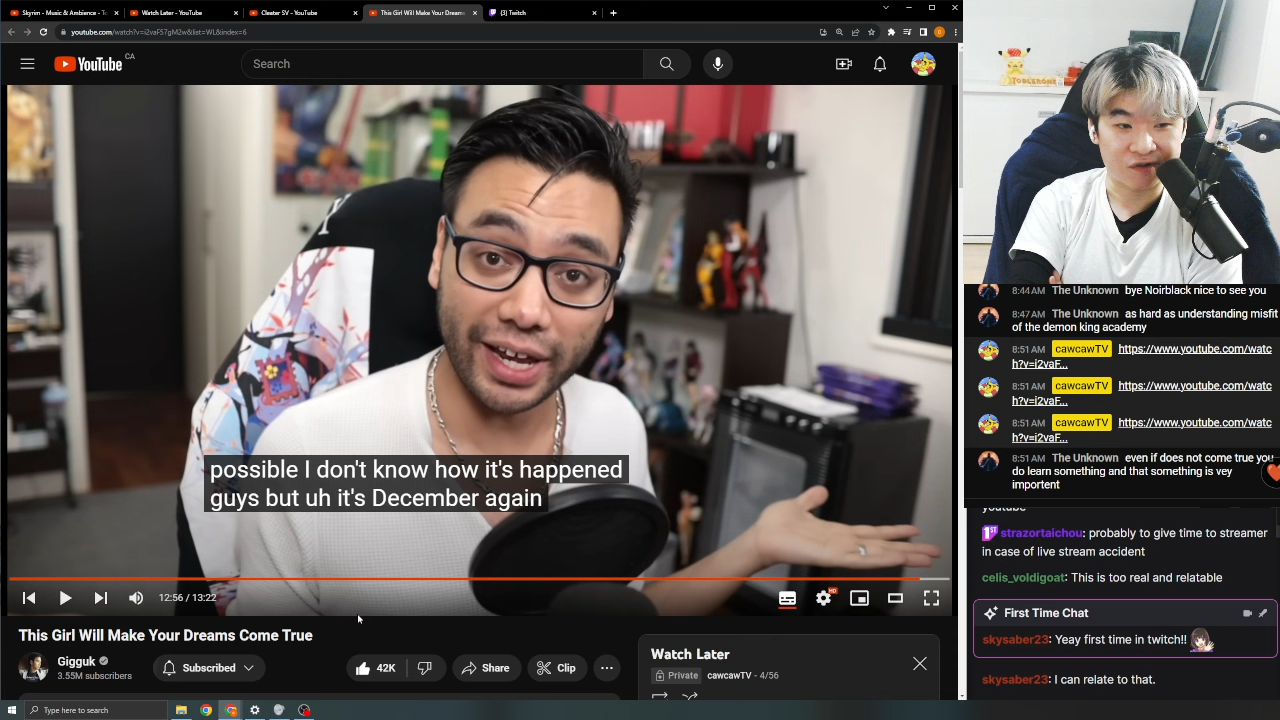 Skyrim - Music & Ambience - Te
Watch Later - YouTube
Cleater SV - YouTube
This Girl Will Make Your Dreams
(3) Twitch
youtube.com/watch?v=i2vaF57gM2w&list=WL&index=6
YouTube CA
Search
TOBLERONE
possible I don't know how it's happened
guys but uh it's December again
12:56 / 13:22
HD
This Girl Will Make Your Dreams Come True
Gigguk
3.55M subscribers
Subscribed
42K
Share
Clip
Watch Later
Private
cawcawTV - 4/56
8:44 AM The Unknown bye Noirblack nice to see you
8:47 AM The Unknown as hard as understanding misfit
of the demon king academy
8:51 AM cawcawTV https://www.youtube.com/watc
h?v=i2vaF...
8:51 AM cawcawTV https://www.youtube.com/watc
h?v=i2vaF...
8:51 AM cawcawTV https://www.youtube.com/watc
h?v=i2vaF...
8:51 AM The Unknown even if does not come true you
do learn something and that something is vey
importent
youtube
1ST strazortaichou: probably to give time to streamer
in case of live stream accident
celis_voldigoat: This is too real and relatable
First Time Chat
skysaber23: Yeay first time in twitch!!
skysaber23: I can relate to that.
Type here to search